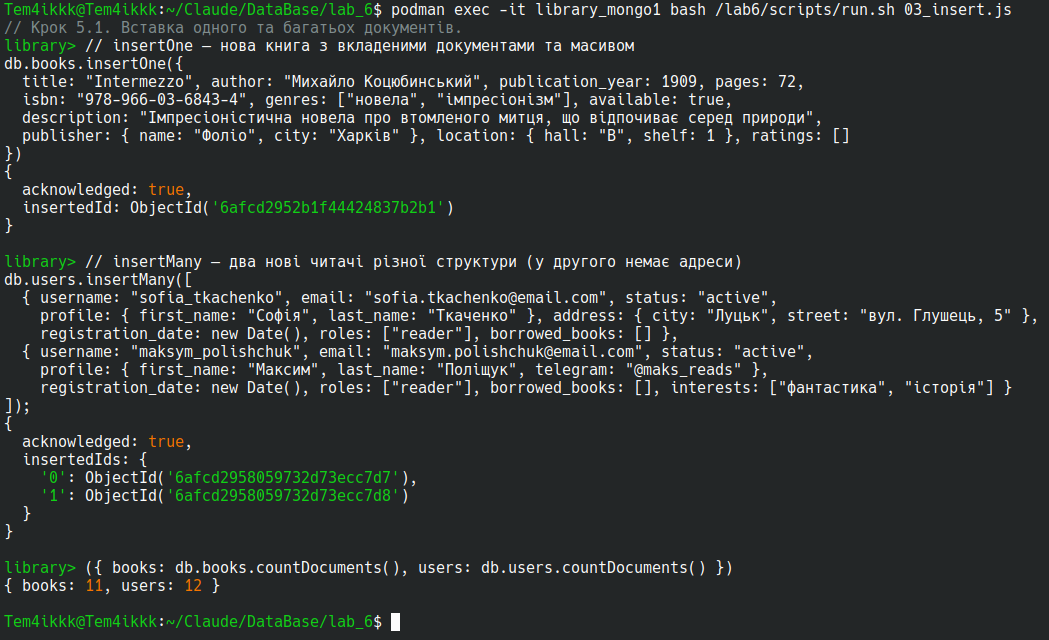 Tem4ikkk@Tem4ikkk:~/Claude/DataBase/lab_6$ podman exec -it library_mongo1 bash /lab6/scripts/run.sh 03_insert.js
// Крок 5.1. Вставка одного та багатьох документів.
library> // insertOne — нова книга з вкладеними документами та масивом
db.books.insertOne({
  title: "Intermezzo", author: "Михайло Коцюбинський", publication_year: 1909, pages: 72,
  isbn: "978-966-03-6843-4", genres: ["новела", "імпресіонізм"], available: true,
  description: "Імпресіоністична новела про втомленого митця, що відпочиває серед природи",
  publisher: { name: "Фоліо", city: "Харків" }, location: { hall: "B", shelf: 1 }, ratings: []
})
{
  acknowledged: true,
  insertedId: ObjectId('6afcd2952b1f44424837b2b1')
}

library> // insertMany — два нові читачі різної структури (у другого немає адреси)
db.users.insertMany([
  { username: "sofia_tkachenko", email: "sofia.tkachenko@email.com", status: "active",
    profile: { first_name: "Софія", last_name: "Ткаченко" }, address: { city: "Луцьк", street: "вул. Глушець, 5" },
    registration_date: new Date(), roles: ["reader"], borrowed_books: [] },
  { username: "maksym_polishchuk", email: "maksym.polishchuk@email.com", status: "active",
    profile: { first_name: "Максим", last_name: "Поліщук", telegram: "@maks_reads" },
    registration_date: new Date(), roles: ["reader"], borrowed_books: [], interests: ["фантастика", "історія"] }
]);
{
  acknowledged: true,
  insertedIds: {
    '0': ObjectId('6afcd2958059732d73ecc7d7'),
    '1': ObjectId('6afcd2958059732d73ecc7d8')
  }
}

library> ({ books: db.books.countDocuments(), users: db.users.countDocuments() })
{ books: 11, users: 12 }

Tem4ikkk@Tem4ikkk:~/Claude/DataBase/lab_6$